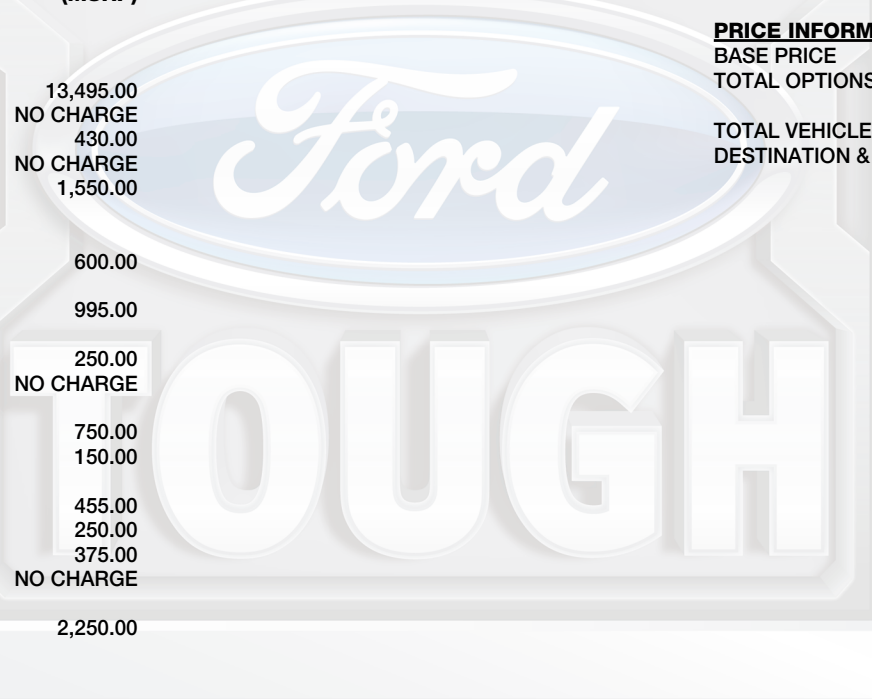 PRICE INFORM
BASE PRICE
TOTAL OPTIONS
TOTAL VEHICLE
DESTINATION &
13,495.00
NO CHARGE
430.00
NO CHARGE
1,550.00
600.00
995.00
250.00
NO CHARGE
750.00
150.00
455.00
250.00
375.00
NO CHARGE
2,250.00
Ford
TOUGH